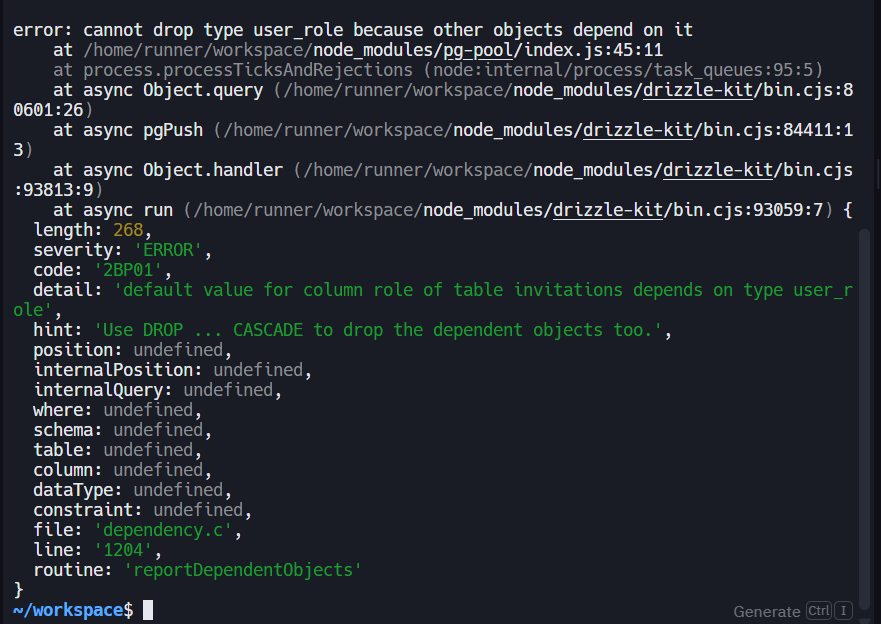 error: cannot drop type user_role because other objects depend on it
    at /home/runner/workspace/node_modules/pg-pool/index.js:45:11
    at process.processTicksAndRejections (node:internal/process/task_queues:95:5)
    at async Object.query (/home/runner/workspace/node_modules/drizzle-kit/bin.cjs:8
0601:26)
    at async pgPush (/home/runner/workspace/node_modules/drizzle-kit/bin.cjs:84411:1
3)
    at async Object.handler (/home/runner/workspace/node_modules/drizzle-kit/bin.cjs
:93813:9)
    at async run (/home/runner/workspace/node_modules/drizzle-kit/bin.cjs:93059:7) {
  length: 268,
  severity: 'ERROR',
  code: '2BP01',
  detail: 'default value for column role of table invitations depends on type user_r
ole',
  hint: 'Use DROP ... CASCADE to drop the dependent objects too.',
  position: undefined,
  internalPosition: undefined,
  internalQuery: undefined,
  where: undefined,
  schema: undefined,
  table: undefined,
  column: undefined,
  dataType: undefined,
  constraint: undefined,
  file: 'dependency.c',
  line: '1204',
  routine: 'reportDependentObjects'
}
~/workspace$
Generate Ctrl I